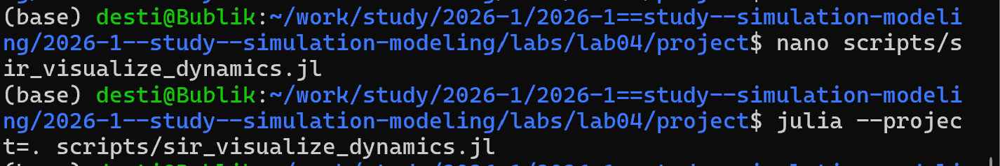 (base) desti@Bublik:~/work/study/2026-1/2026-1==study--simulation-modeli
ng/2026-1--study--simulation-modeling/labs/lab04/project$ nano scripts/s
ir_visualize_dynamics.jl
(base) desti@Bublik:~/work/study/2026-1/2026-1==study--simulation-modeli
ng/2026-1--study--simulation-modeling/labs/lab04/project$ julia --projec
t=. scripts/sir_visualize_dynamics.jl